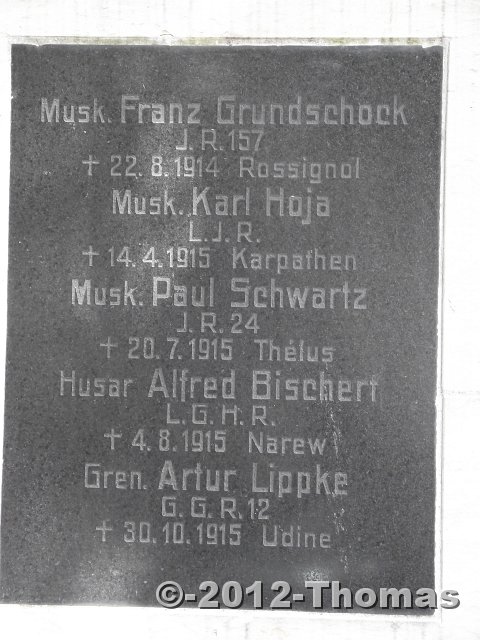 Musk. Franz Grundschock
J. R. 157
† 22. 8. 1914 Rossignol
Musk. Karl Hoja
L. J. R.
† 14. 4. 1915 Karpathen
Musk. Paul Schwartz
J. R. 24
† 20. 7. 1915 Thélus
Husar Alfred Bischert
L. G. H. R.
† 4. 8. 1915 Narew
Gren. Artur Lippke
G. G. R. 12
† 30. 10. 1915 Udine
©-2012-Thomas